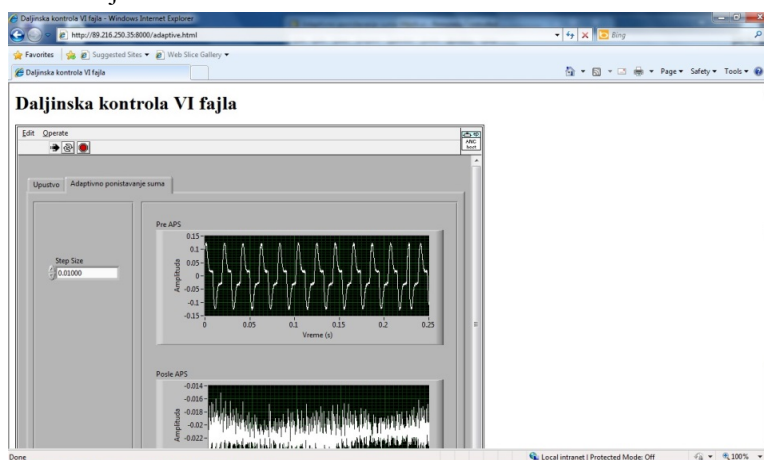 Daljinska kontrola VI fajla - Windows Internet Explorer
http://89.216.250.35:8000/adaptive.html
Bing
Favorites Suggested Sites Web Slice Gallery
Daljinska kontrola VI fajla
Page Safety Tools
Daljinska kontrola VI fajla
Edit Operate
Upustvo Adaptivno ponistavanje suma
Step Size
0.01000
Pre APS
Amplituda
0.15
0.1
0.05
0
-0.05
-0.1
-0.15
0 0.05 0.1 0.15 0.2 0.25
Vreme (s)
Posle APS
Amplituda
-0.014
-0.016
-0.018
-0.02
-0.022
Done
Local intranet | Protected Mode: Off
100%